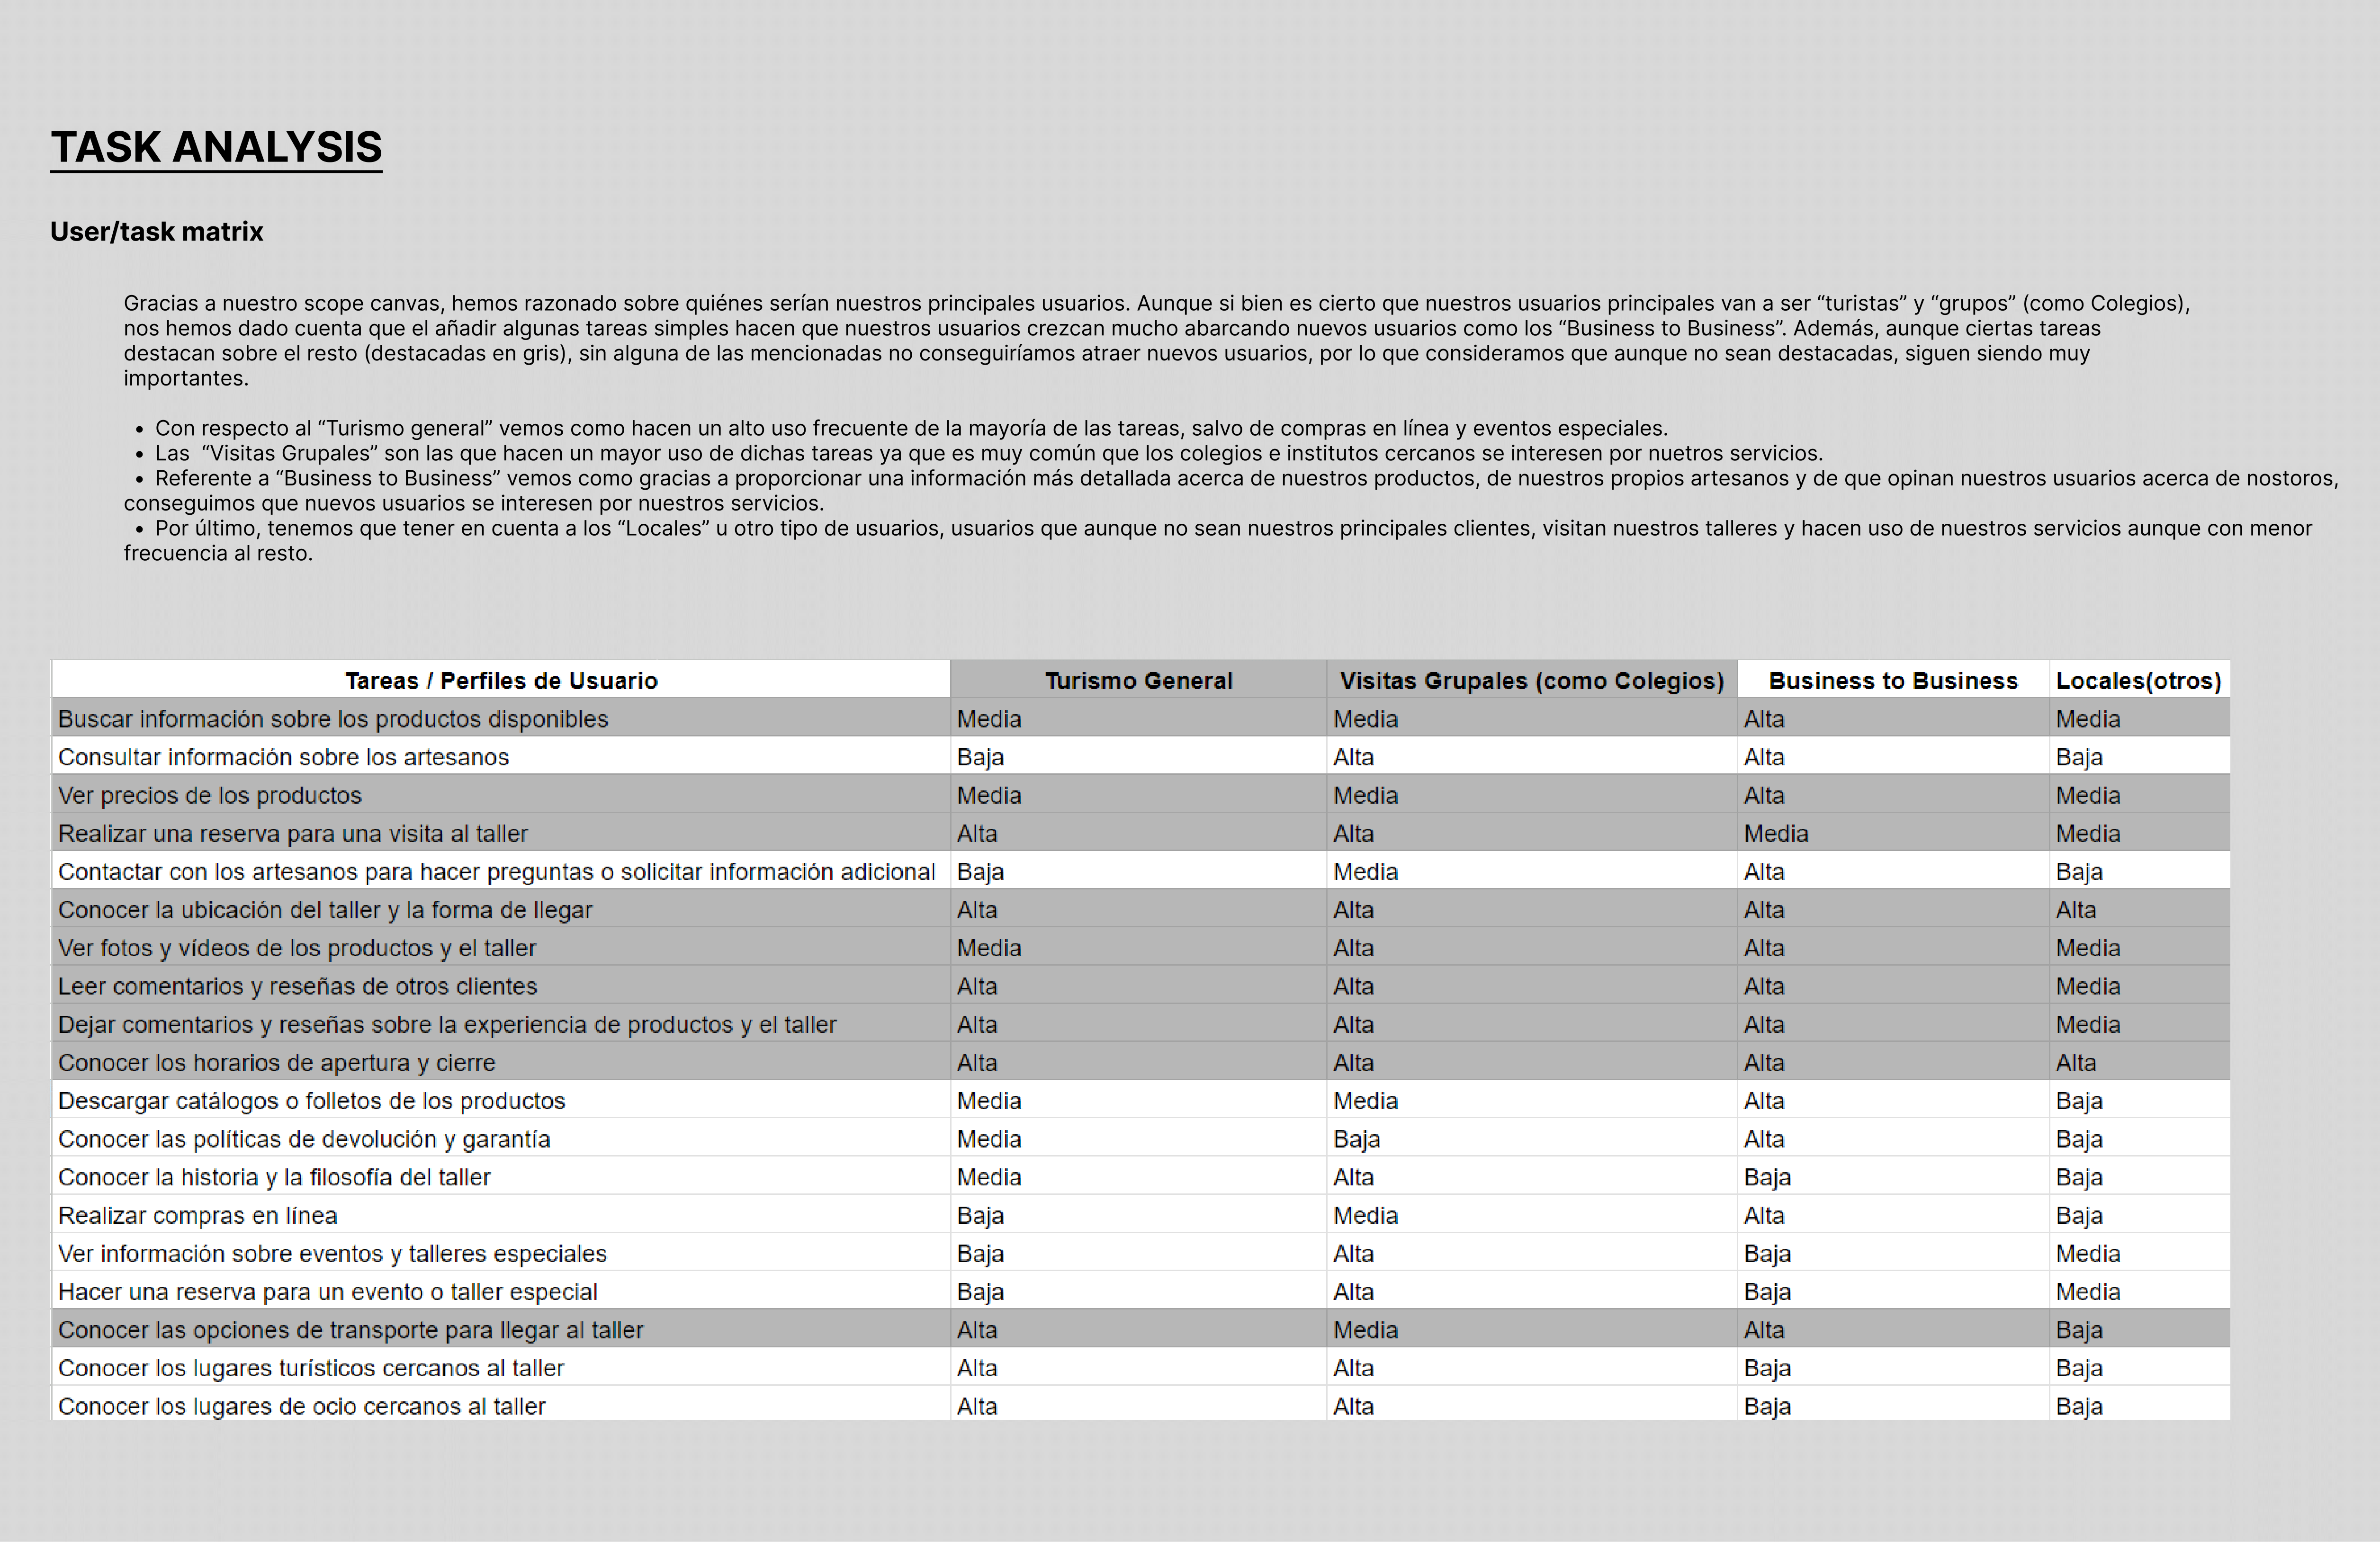 TASK ANALYSIS
User/task matrix
Gracias a nuestro scope canvas, hemos razonado sobre quiénes serían nuestros principales usuarios. Aunque si bien es cierto que nuestros usuarios principales van a ser “turistas” y “grupos” (como Colegios),
nos hemos dado cuenta que el añadir algunas tareas simples hacen que nuestros usuarios crezcan mucho abarcando nuevos usuarios como los “Business to Business”. Además, aunque ciertas tareas
destacan sobre el resto (destacadas en gris), sin alguna de las mencionadas no conseguiríamos atraer nuevos usuarios, por lo que consideramos que aunque no sean destacadas, siguen siendo muy
importantes.
• Con respecto al “Turismo general” vemos como hacen un alto uso frecuente de la mayoría de las tareas, salvo de compras en línea y eventos especiales.
• Las “Visitas Grupales” son las que hacen un mayor uso de dichas tareas ya que es muy común que los colegios e institutos cercanos se interesen por nuetros servicios.
• Referente a “Business to Business” vemos como gracias a proporcionar una información más detallada acerca de nuestros productos, de nuestros propios artesanos y de que opinan nuestros usuarios acerca de nostoros,
conseguimos que nuevos usuarios se interesen por nuestros servicios.
• Por último, tenemos que tener en cuenta a los “Locales” u otro tipo de usuarios, usuarios que aunque no sean nuestros principales clientes, visitan nuestros talleres y hacen uso de nuestros servicios aunque con menor
frecuencia al resto.
Tareas / Perfiles de Usuario Turismo General Visitas Grupales (como Colegios) Business to Business Locales(otros)
Buscar información sobre los productos disponibles Media Media Alta Media
Consultar información sobre los artesanos Baja Alta Alta Baja
Ver precios de los productos Media Media Alta Media
Realizar una reserva para una visita al taller Alta Alta Media Media
Contactar con los artesanos para hacer preguntas o solicitar información adicional Baja Media Alta Baja
Conocer la ubicación del taller y la forma de llegar Alta Alta Alta Alta
Ver fotos y vídeos de los productos y el taller Media Alta Alta Media
Leer comentarios y reseñas de otros clientes Alta Alta Alta Media
Dejar comentarios y reseñas sobre la experiencia de productos y el taller Alta Alta Alta Media
Conocer los horarios de apertura y cierre Alta Alta Alta Alta
Descargar catálogos o folletos de los productos Media Media Alta Baja
Conocer las políticas de devolución y garantía Media Baja Alta Baja
Conocer la historia y la filosofía del taller Media Alta Baja Baja
Realizar compras en línea Baja Media Alta Baja
Ver información sobre eventos y talleres especiales Baja Alta Baja Media
Hacer una reserva para un evento o taller especial Baja Alta Baja Media
Conocer las opciones de transporte para llegar al taller Alta Media Alta Baja
Conocer los lugares turísticos cercanos al taller Alta Alta Baja Baja
Conocer los lugares de ocio cercanos al taller Alta Alta Baja Baja